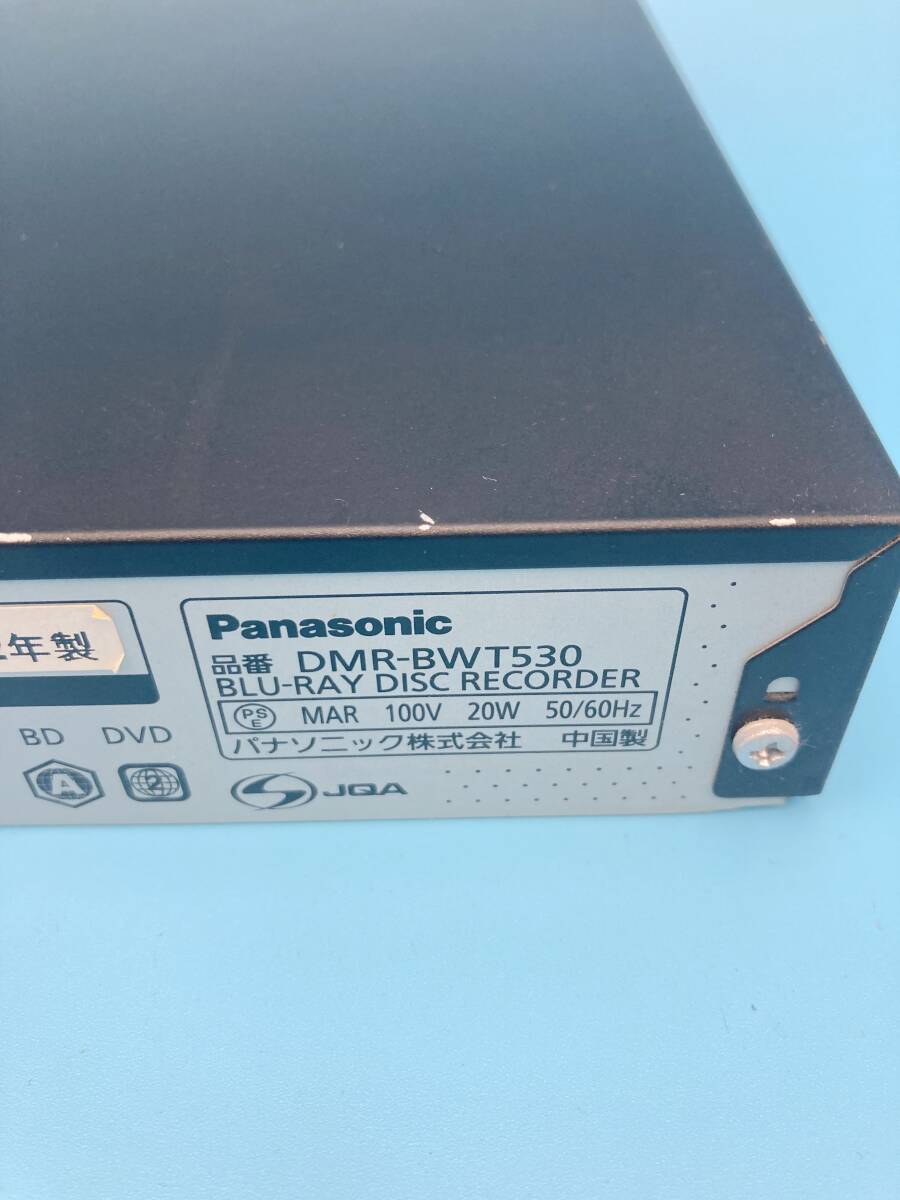 年製
BD DVD
A 2
Panasonic
品番 DMR-BWT530
BLU-RAY DISC RECORDER
PSE MAR 100V 20W 50/60Hz
パナソニック株式会社 中国製
JQA